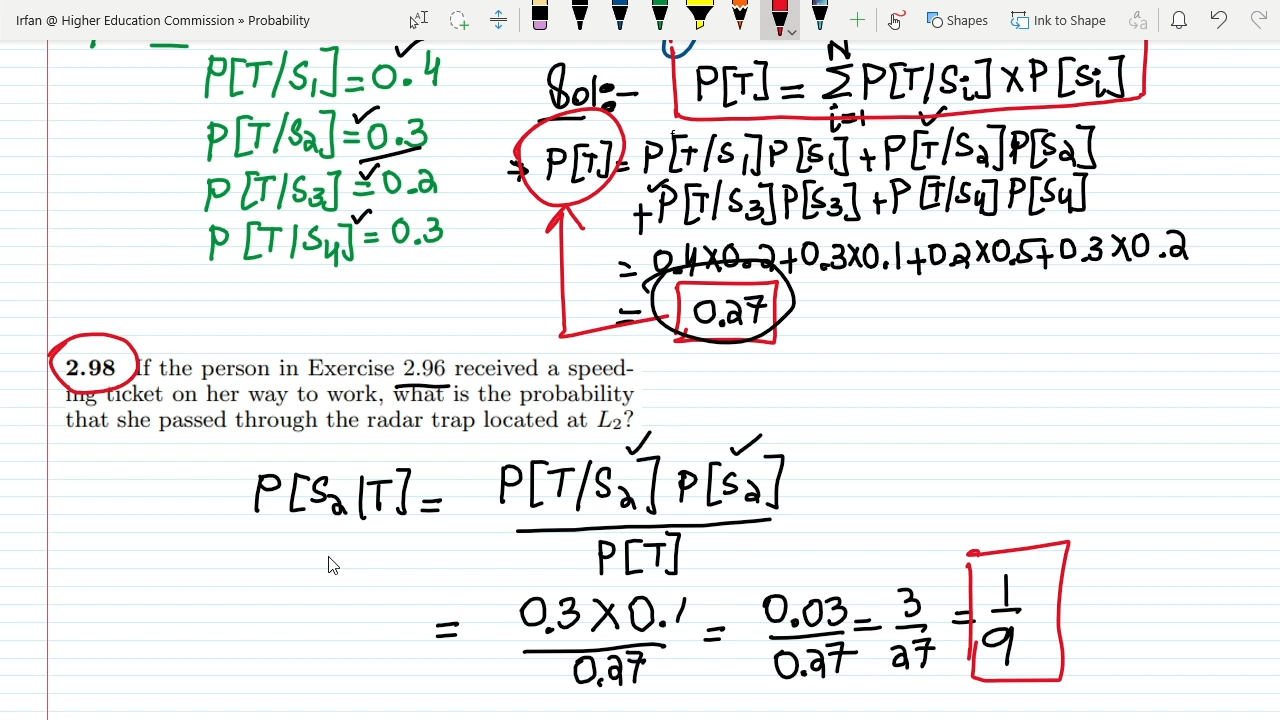 Irfan @ Higher Education Commission » Probability
Shapes
Ink to Shape
P[T/S₁]=0.4
P[T/S₂]=0.3
P[T/S₃]=0.2
P[T/S₄]=0.3
Sol:-
P[T] = N∑i=1 P[T/Si]×P[Si]
⇒ P[T]= P[T/S₁]P[S₁]+P[T/S₂]P[S₂]
+P[T/S₃]P[S₃]+P[T/S₄]P[S₄]
= 0.4×0.2+0.3×0.1+0.2×0.5+0.3×0.2
= 0.27
2.98 If the person in Exercise 2.96 received a speed-
ing ticket on her way to work, what is the probability
that she passed through the radar trap located at L₂?
P[S₂|T] = P[T/S₂] P[S₂]
P[T]
= 0.3×0.1/0.27 = 0.03/0.27 = 3/27 = 1/9